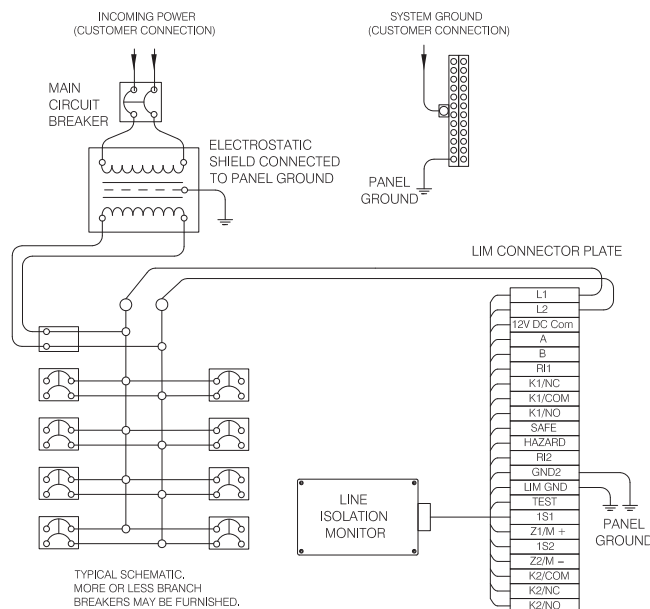 INCOMING POWER
(CUSTOMER CONNECTION)
SYSTEM GROUND
(CUSTOMER CONNECTION)
MAIN
CIRCUIT
BREAKER
ELECTROSTATIC
SHIELD CONNECTED
TO PANEL GROUND
PANEL
GROUND
LIM CONNECTOR PLATE
L1
L2
12V DC Com
A
B
RI1
K1/NC
K1/COM
K1/NO
SAFE
HAZARD
RI2
GND2
LIM GND
TEST
1S1
Z1/M +
1S2
Z2/M –
K2/COM
K2/NC
K2/NO
PANEL
GROUND
LINE
ISOLATION
MONITOR
TYPICAL SCHEMATIC.
MORE OR LESS BRANCH
BREAKERS MAY BE FURNISHED.